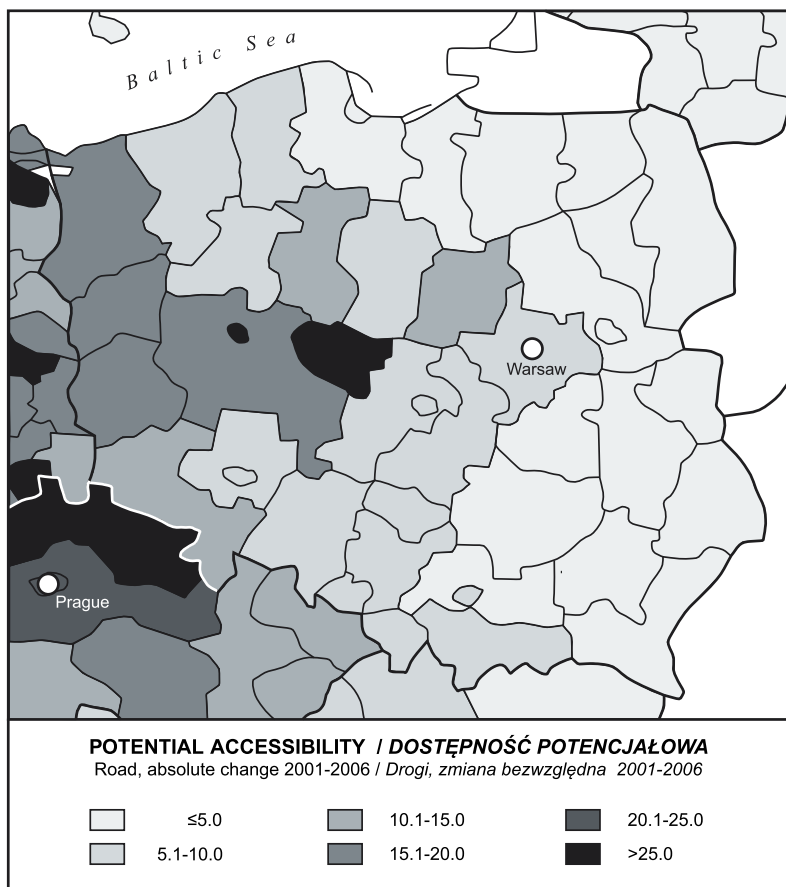 Baltic Sea
Warsaw
Prague
POTENTIAL ACCESSIBILITY / DOSTĘPNOŚĆ POTENCJAŁOWA
Road, absolute change 2001-2006 / Drogi, zmiana bezwzględna 2001-2006
≤5.0 10.1-15.0 20.1-25.0
5.1-10.0 15.1-20.0 >25.0